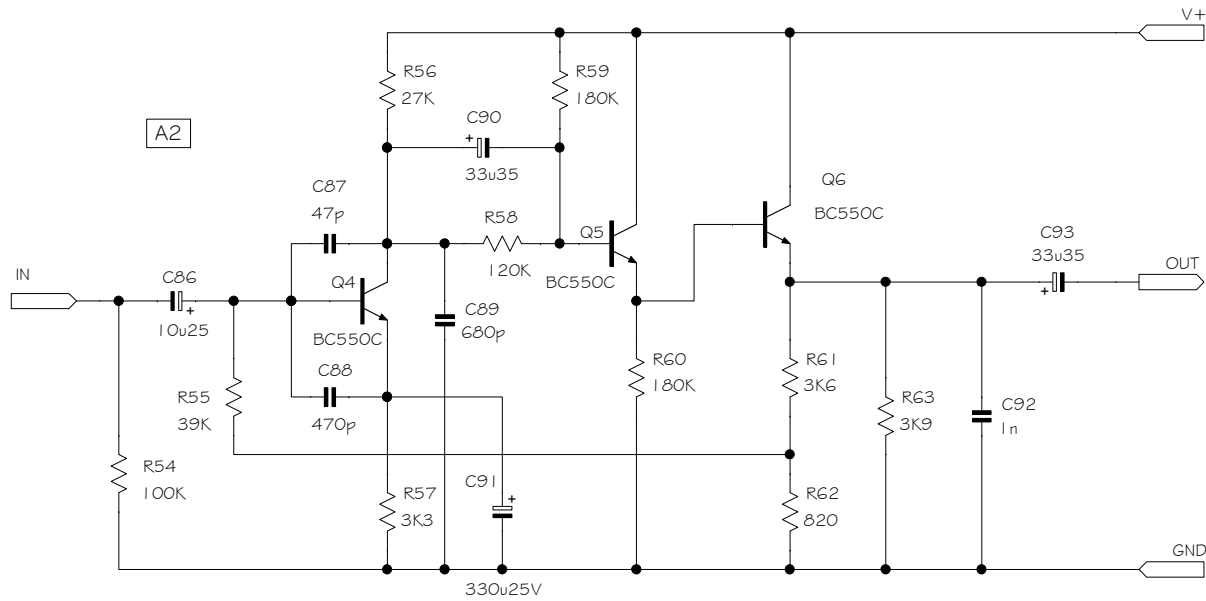 V+
R56
27K
R59
180K
C90
33u35
A2
C87
47p
Q6
BC550C
R58
120K
Q5
BC550C
C93
33u35
IN
OUT
C86
10u25
Q4
BC550C
C89
680p
C88
470p
R55
39K
R60
180K
R61
3K6
R63
3K9
C92
1n
R54
100K
R57
3K3
C91
R62
820
GND
330u25V
+
+
+
+